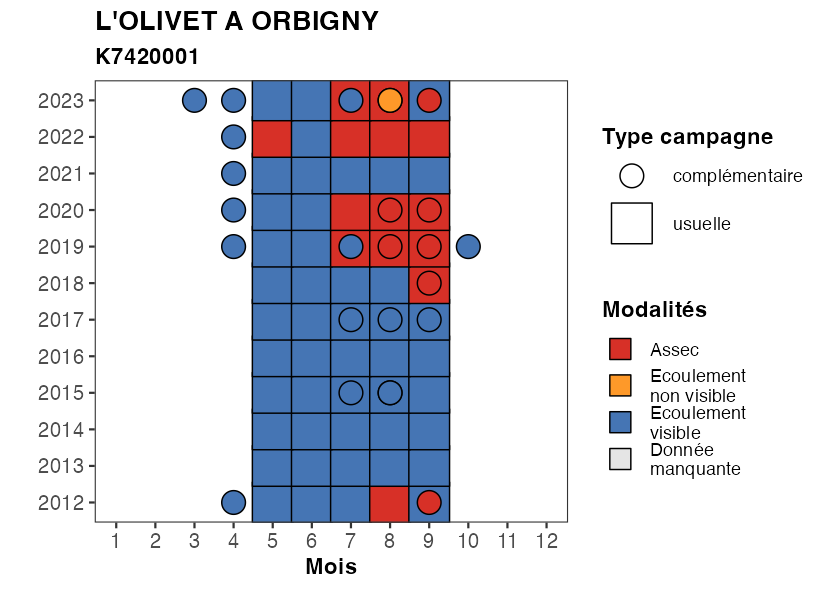 L'OLIVET A ORBIGNY
K7420001
2023
2022
2021
2020
2019
2018
2017
2016
2015
2014
2013
2012
1 2 3 4 5 6 7 8 9 10 11 12
Mois
Type campagne
complémentaire
usuelle
Modalités
Assec
Ecoulement
non visible
Ecoulement
visible
Donnée
manquante